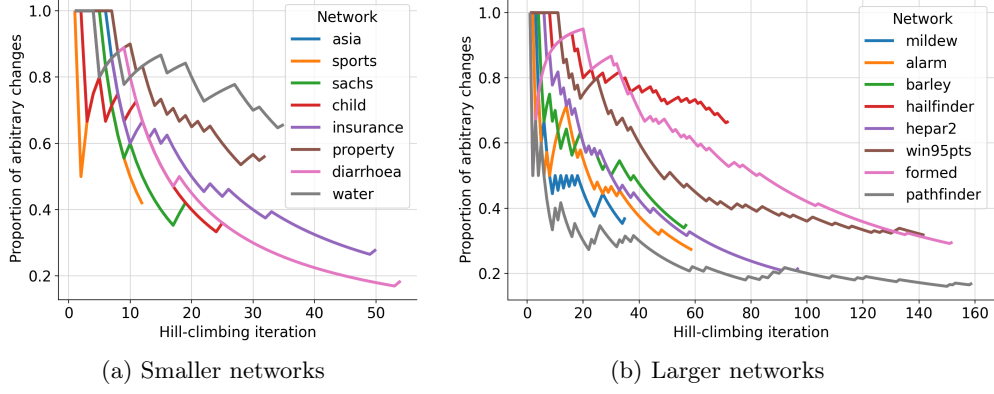 Network
asia
sports
sachs
child
insurance
property
diarrhoea
water
Proportion of arbitrary changes
1.0
0.8
0.6
0.4
0.2
0 10 20 30 40 50
Hill-climbing iteration
(a) Smaller networks
Network
mildew
alarm
barley
hailfinder
hepar2
win95pts
formed
pathfinder
Proportion of arbitrary changes
1.0
0.8
0.6
0.4
0.2
0 20 40 60 80 100 120 140 160
Hill-climbing iteration
(b) Larger networks